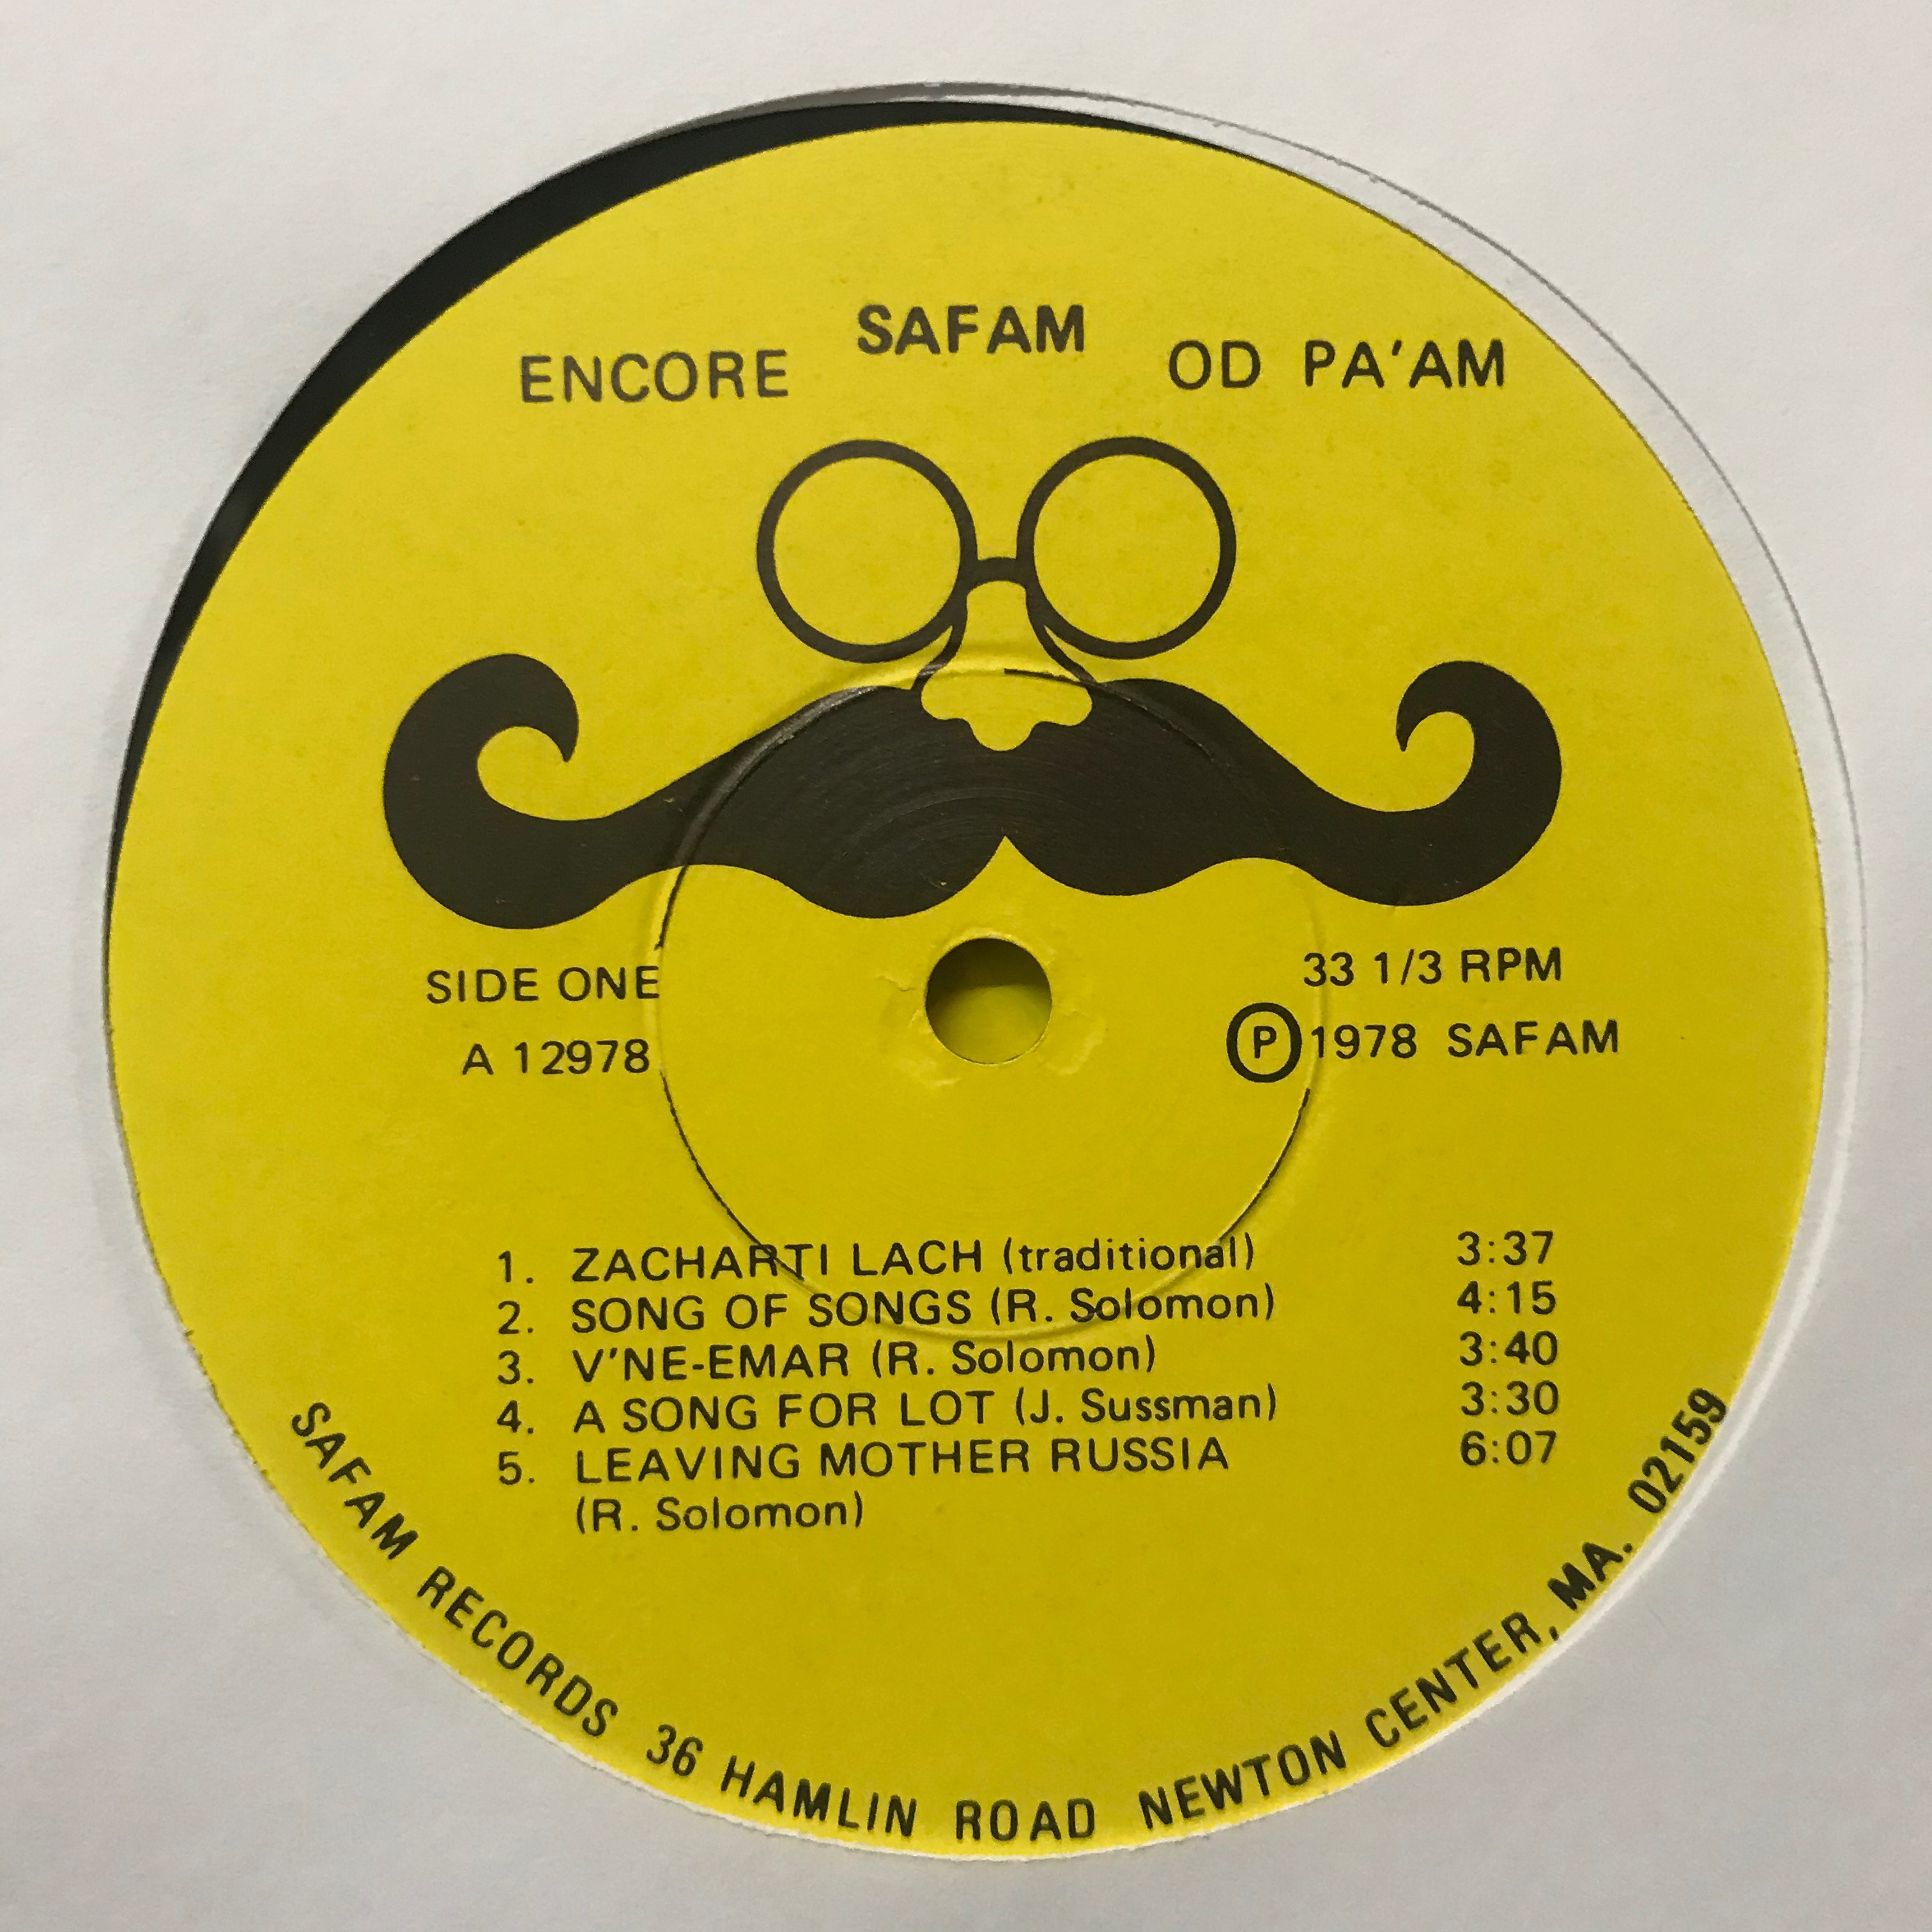 ENCORE SAFAM OD PA'AM
SIDE ONE
A 12978
33 1/3 RPM
Ⓟ1978 SAFAM
1. ZACHARTI LACH (traditional) 3:37
2. SONG OF SONGS (R. Solomon) 4:15
3. V'NE-EMAR (R. Solomon) 3:40
4. A SONG FOR LOT (J. Sussman) 3:30
5. LEAVING MOTHER RUSSIA 6:07
(R. Solomon)
SAFAM RECORDS 36 HAMLIN ROAD NEWTON CENTER, MA. 02159